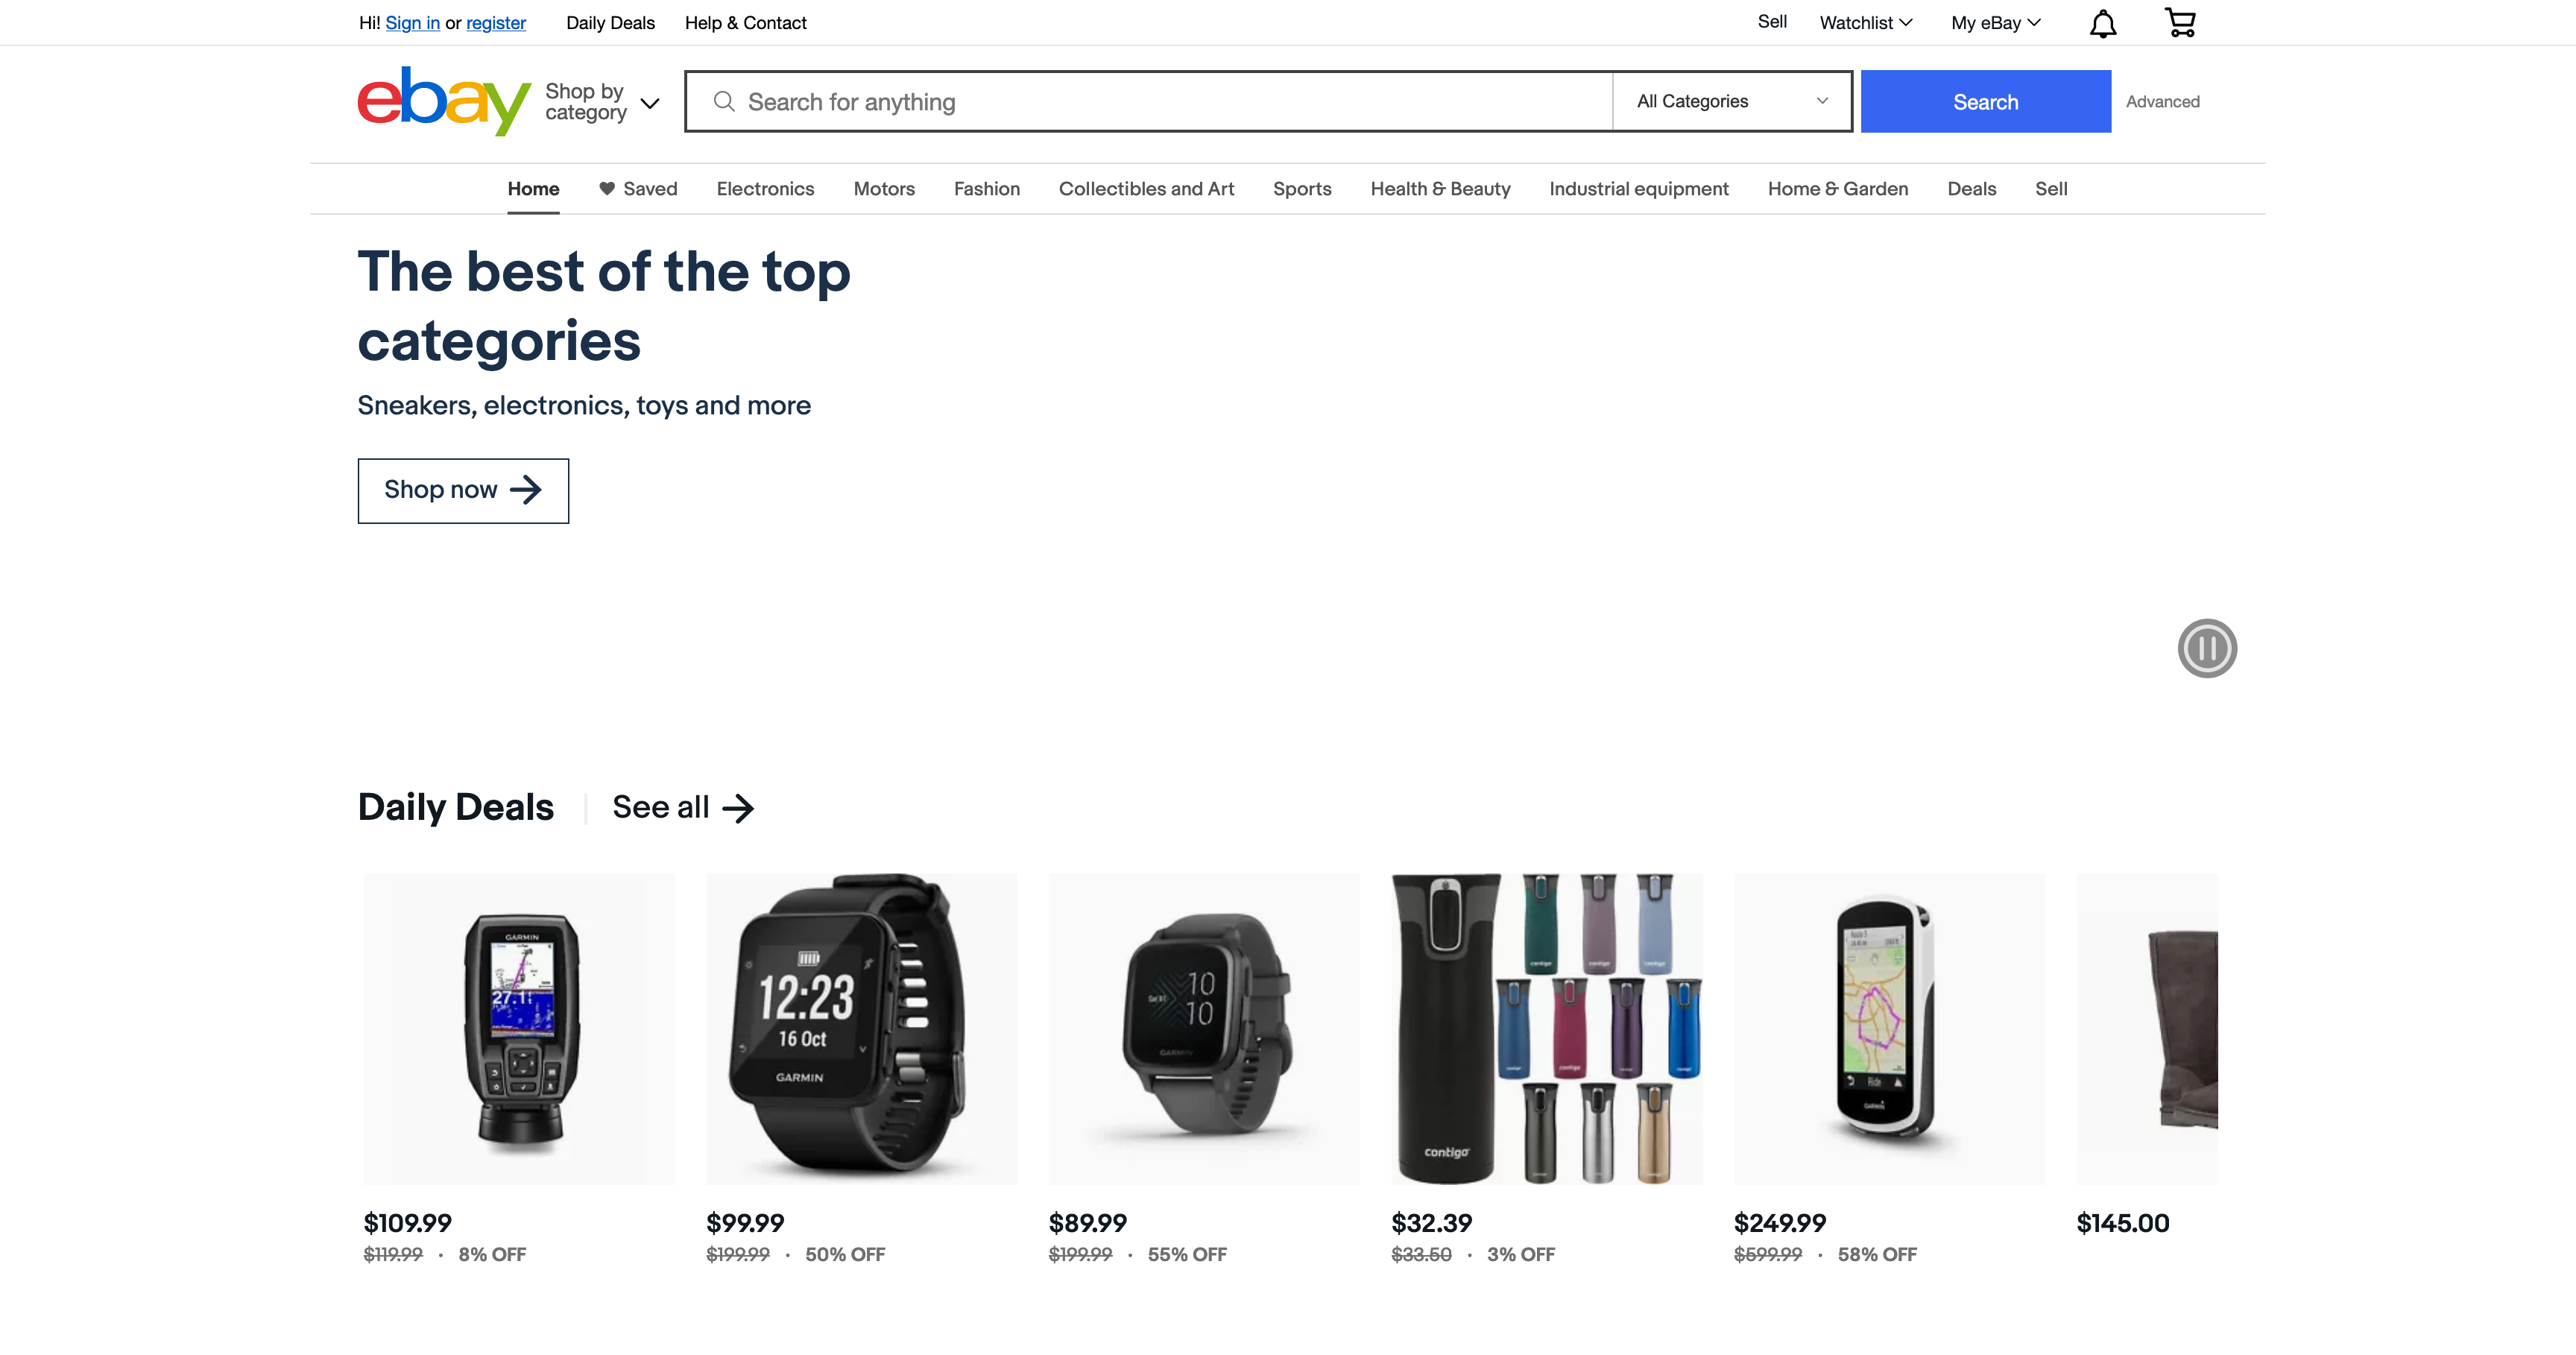 Hi! Sign in or register Daily Deals Help & Contact Sell Watchlist My eBay
ebay
Shop by
category
Search for anything All Categories Search Advanced
Home Saved Electronics Motors Fashion Collectibles and Art Sports Health & Beauty Industrial equipment Home & Garden Deals Sell
The best of the top
categories
Sneakers, electronics, toys and more
Shop now
Daily Deals See all
GARMIN
27.1
12:23
16 Oct
GARMIN
10
10
GARMIN
contigo
Ride
GARMIN
$109.99 $99.99 $89.99 $32.39 $249.99 $145.00
$119.99 · 8% OFF $199.99 · 50% OFF $199.99 · 55% OFF $33.50 · 3% OFF $599.99 · 58% OFF